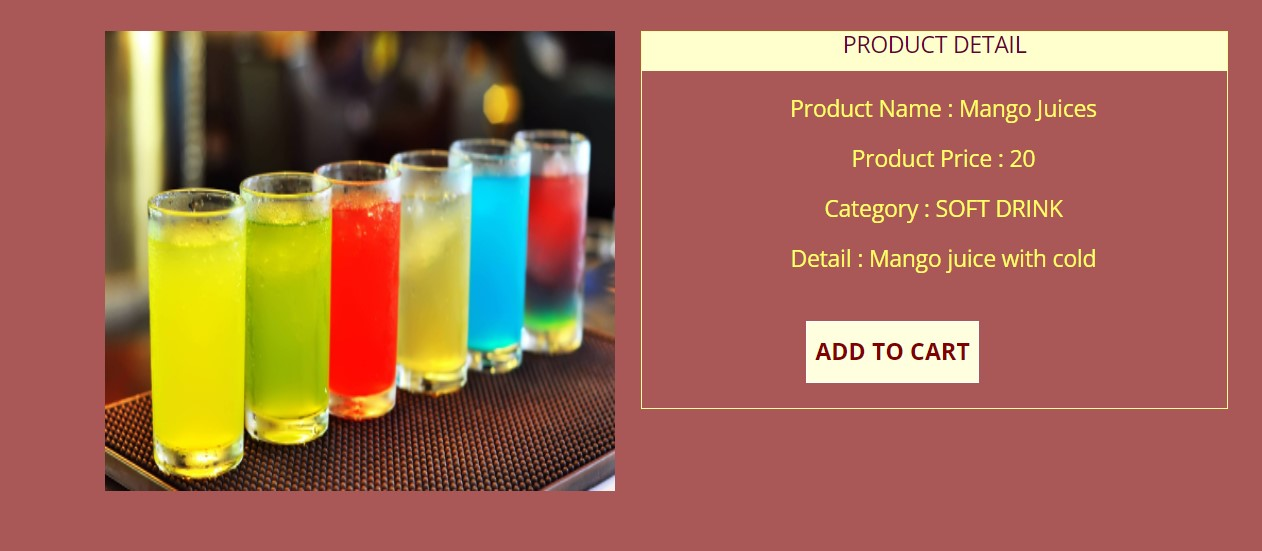 PRODUCT DETAIL
Product Name : Mango Juices
Product Price : 20
Category : SOFT DRINK
Detail : Mango juice with cold
ADD TO CART